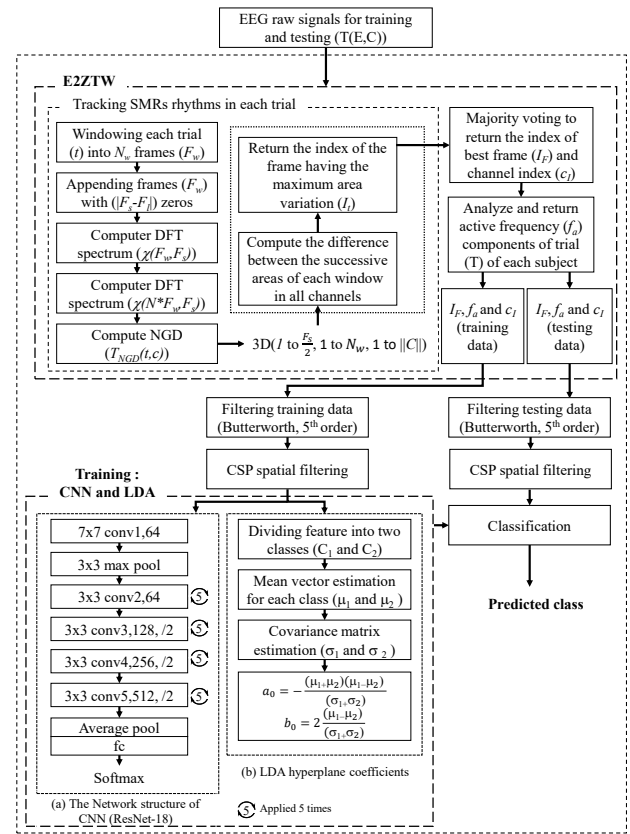 EEG raw signals for training
and testing (T(E,C))
E2ZTW
Tracking SMRs rhythms in each trial
Windowing each trial
(t) into Nw frames (Fw)
Appending frames (Fw)
with (|Fs-Fl|) zeros
Computer DFT
spectrum (χ(Fw,Fs))
Computer DFT
spectrum (χ(N*Fw,Fs)
Compute NGD
(TNGD(t,c))
Return the index of the
frame having the
maximum area
variation (It)
Compute the difference
between the successive
areas of each window
in all channels
3D(1 to Fs/2, 1 to Nw, 1 to ||C||)
Majority voting to
return the index of
best frame (IF) and
channel index (cI)
Analyze and return
active frequency (fa)
components of trial
(T) of each subject
IF, fa and cI
(training
data)
IF, fa and cI
(testing
data)
Filtering training data
(Butterworth, 5th order)
Filtering testing data
(Butterworth, 5th order)
CSP spatial filtering
CSP spatial filtering
Training :
CNN and LDA
Classification
Predicted class
7x7 conv1,64
3x3 max pool
3x3 conv2,64
5
3x3 conv3,128, /2
5
3x3 conv4,256, /2
5
3x3 conv5,512, /2
5
Average pool
fc
Softmax
(a) The Network structure of
CNN (ResNet-18)
Dividing feature into two
classes (C1 and C2)
Mean vector estimation
for each class (μ1 and μ2 )
Covariance matrix
estimation (σ1 and σ 2 )
a0 = −(μ1+μ2)(μ1−μ2)/(σ1+σ2)
b0 = 2(μ1−μ2)/(σ1+σ2)
(b) LDA hyperplane coefficients
5 Applied 5 times